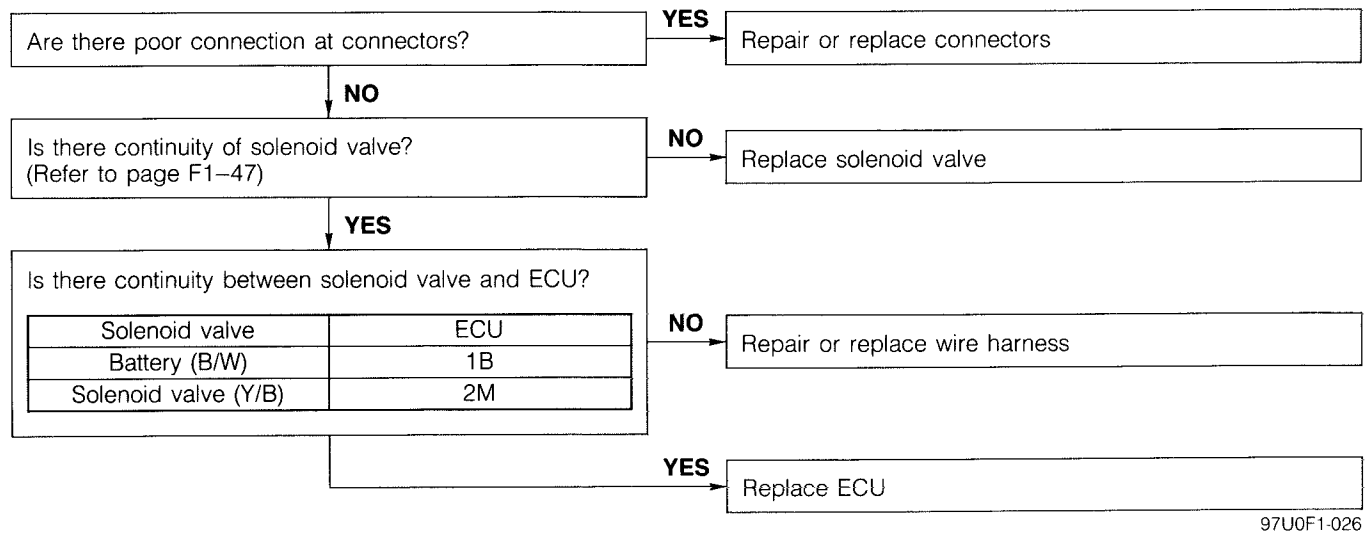 Are there poor connection at connectors?
YES
Repair or replace connectors
NO
Is there continuity of solenoid valve?
(Refer to page F1–47)
NO
Replace solenoid valve
YES
Is there continuity between solenoid valve and ECU?
Solenoid valve ECU
Battery (B/W) 1B
Solenoid valve (Y/B) 2M
NO
Repair or replace wire harness
YES
Replace ECU
97U0F1-026